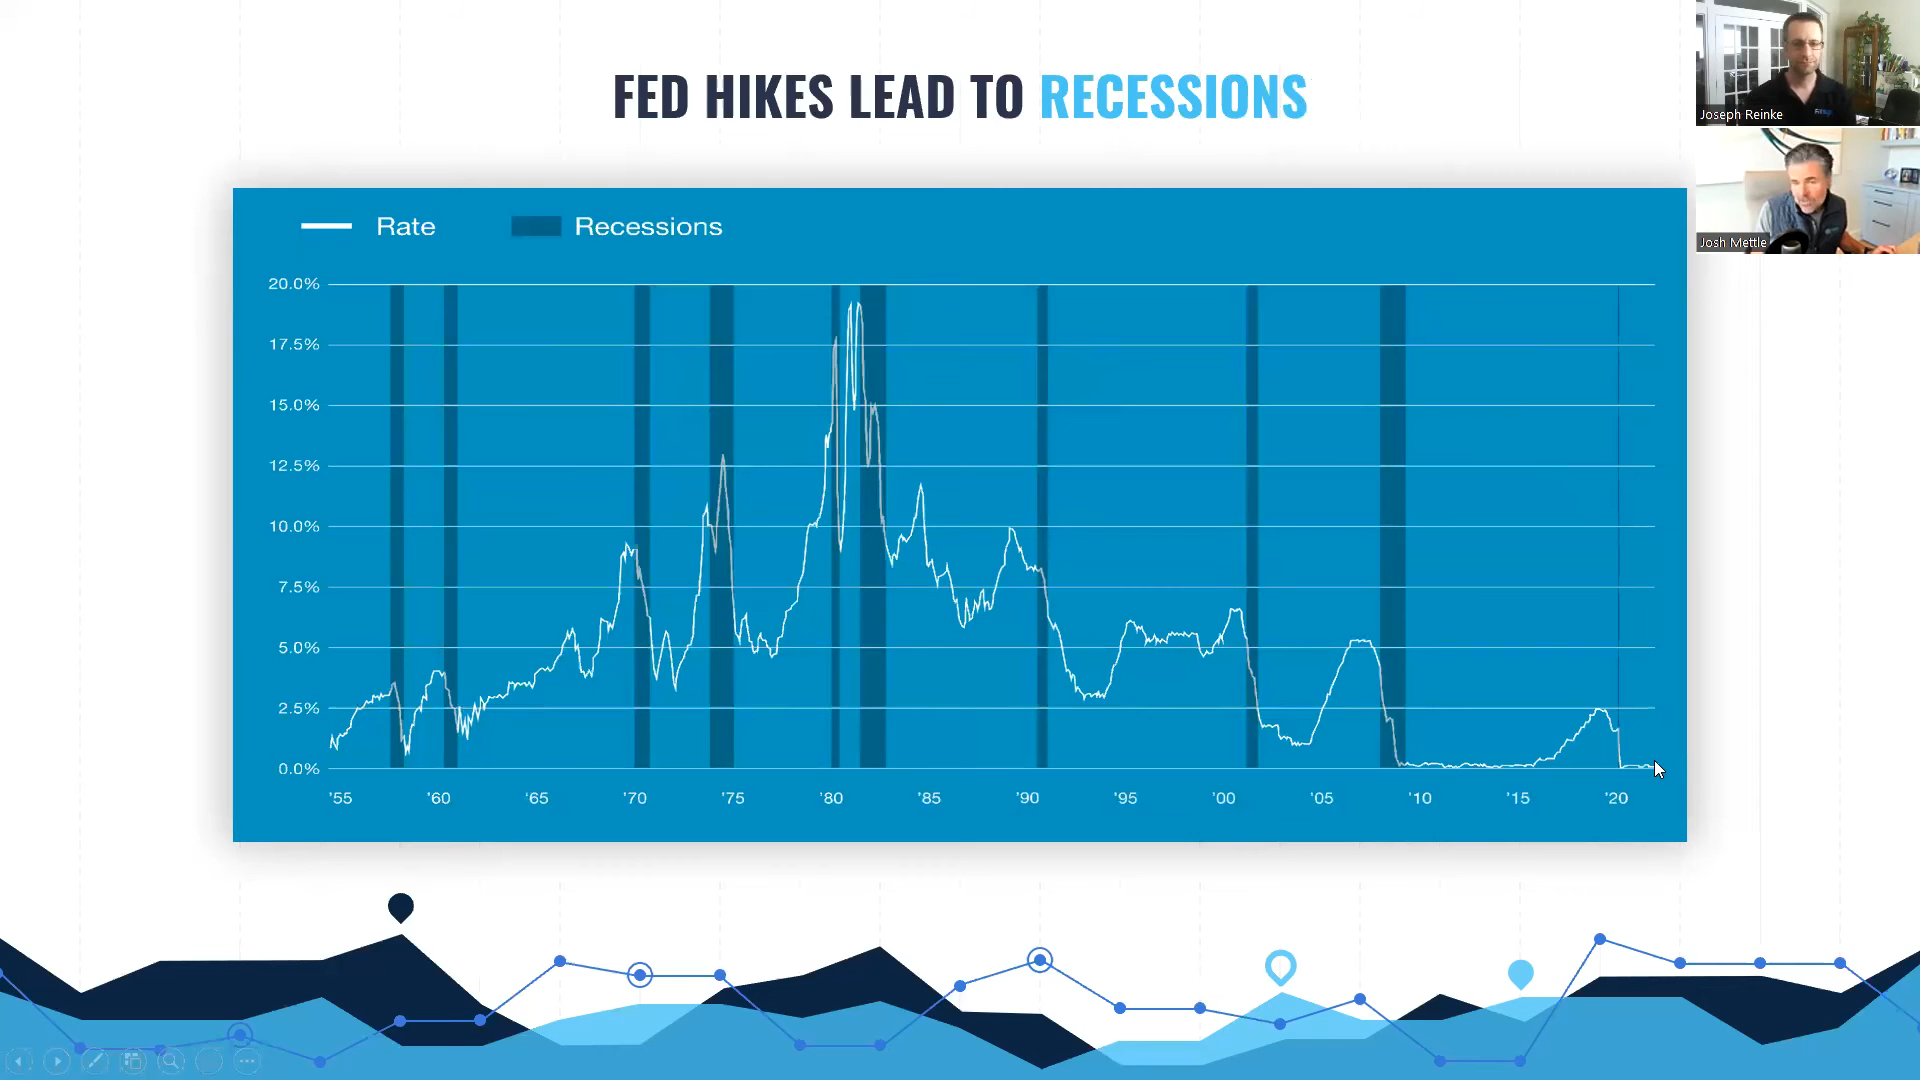 FED HIKES LEAD TO RECESSIONS
Joseph Reinke
Josh Mettle
Rate
Recessions
20.0%
17.5%
15.0%
12.5%
10.0%
7.5%
5.0%
2.5%
0.0%
'55 '60 '65 '70 '75 '80 '85 '90 '95 '00 '05 '10 '15 '20